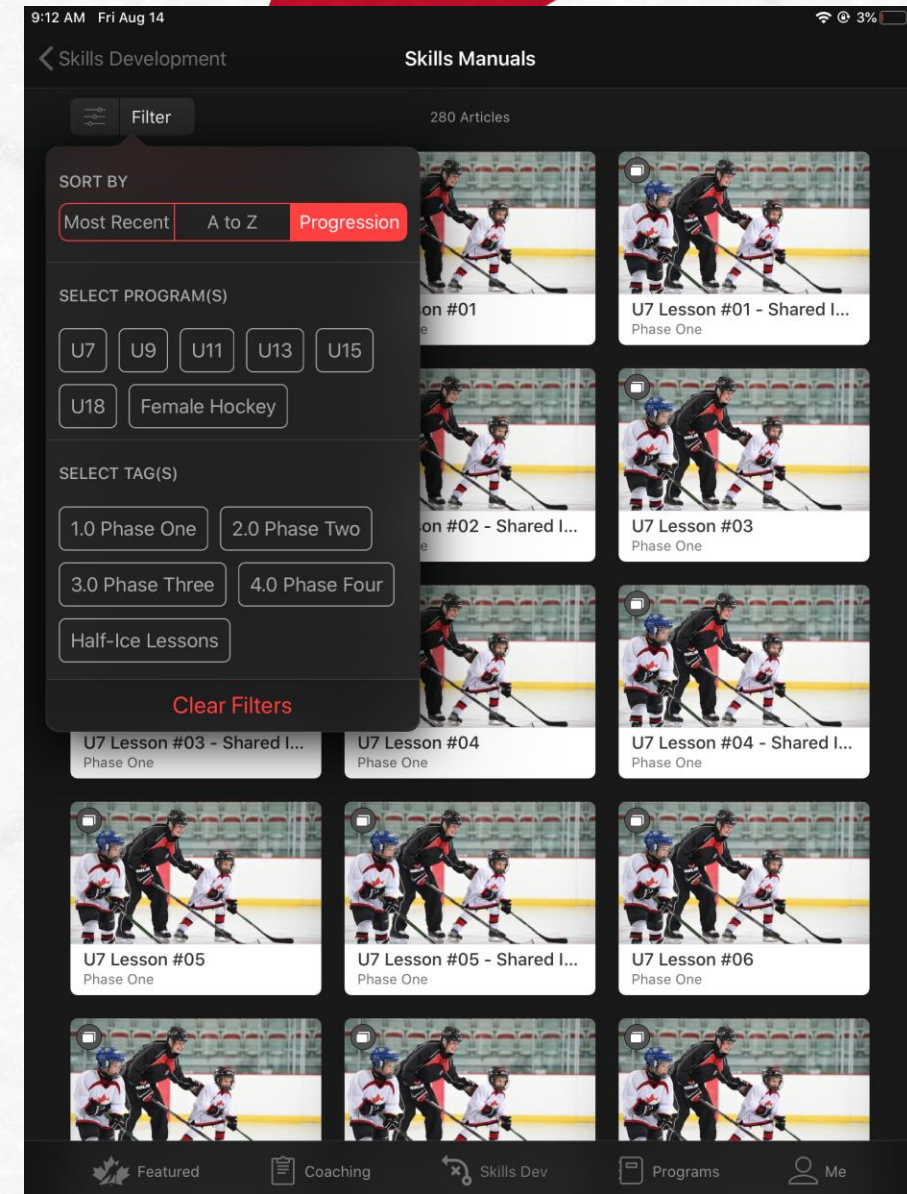 9:12 AM Fri Aug 14
3%
Skills Development
Skills Manuals
Filter
280 Articles
SORT BY
Most Recent
A to Z
Progression
SELECT PROGRAM(S)
U7
U9
U11
U13
U15
U18
Female Hockey
SELECT TAG(S)
1.0 Phase One
2.0 Phase Two
3.0 Phase Three
4.0 Phase Four
Half-Ice Lessons
Clear Filters
on #01
e
U7 Lesson #01 - Shared I...
Phase One
on #02 - Shared I...
e
U7 Lesson #03
Phase One
U7 Lesson #03 - Shared I...
Phase One
U7 Lesson #04
Phase One
U7 Lesson #04 - Shared I...
Phase One
U7 Lesson #05
Phase One
U7 Lesson #05 - Shared I...
Phase One
U7 Lesson #06
Phase One
Featured
Coaching
Skills Dev
Programs
Me